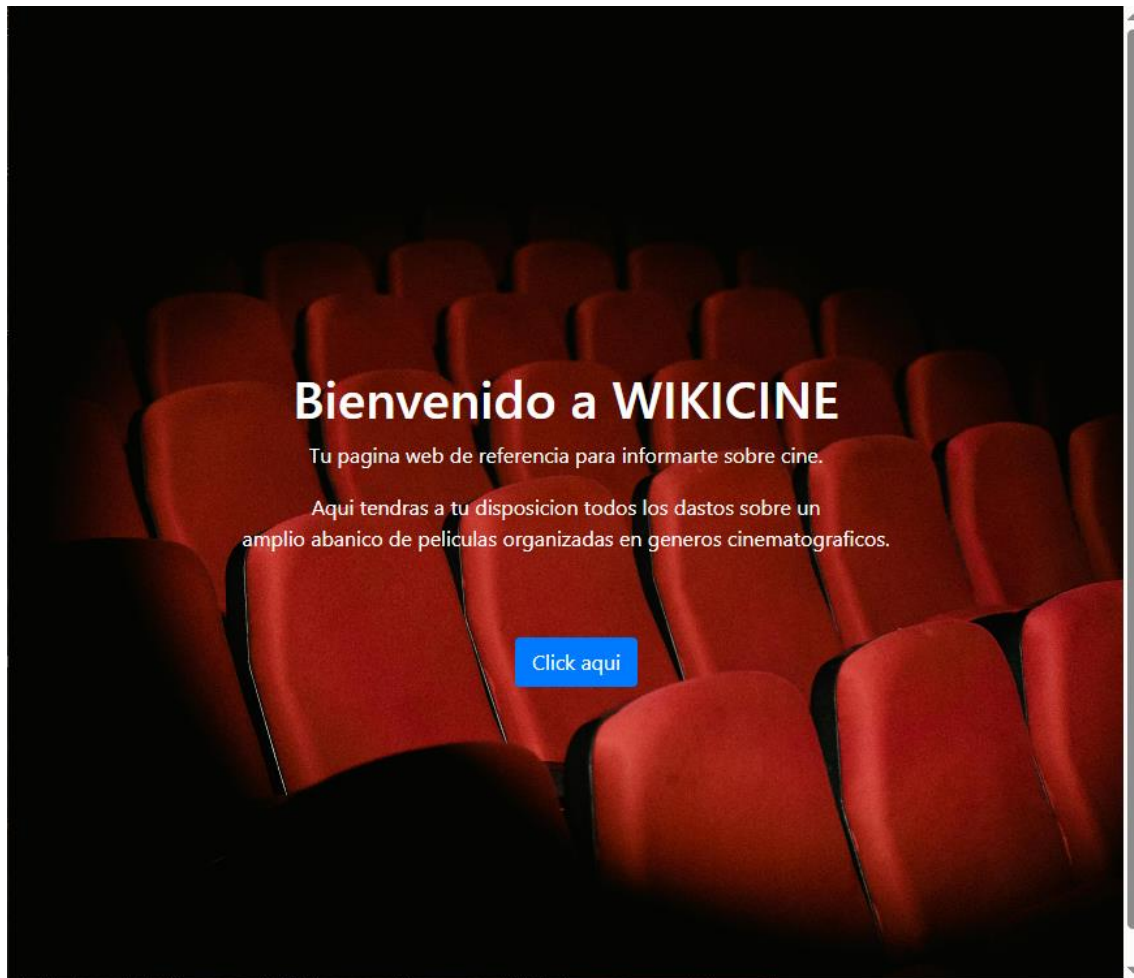 Bienvenido a WIKICINE
Tu pagina web de referencia para informarte sobre cine.
Aqui tendras a tu disposicion todos los dastos sobre un
amplio abanico de peliculas organizadas en generos cinematograficos.
Click aqui